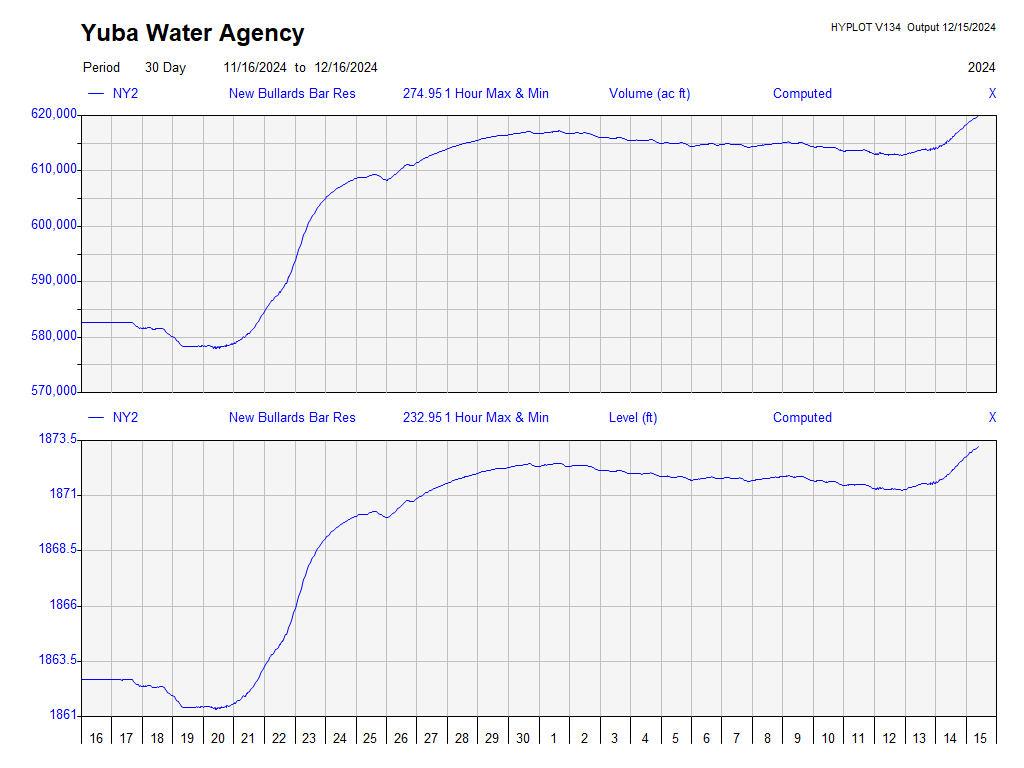 Yuba Water Agency
HYPLOT V134 Output 12/15/2024
Period 30 Day 11/16/2024 to 12/16/2024 2024
NY2 New Bullards Bar Res 274.95 1 Hour Max & Min Volume (ac ft) Computed X
620,000
610,000
600,000
590,000
580,000
570,000
NY2 New Bullards Bar Res 232.95 1 Hour Max & Min Level (ft) Computed X
1873.5
1871
1868.5
1866
1863.5
1861
16 17 18 19 20 21 22 23 24 25 26 27 28 29 30 1 2 3 4 5 6 7 8 9 10 11 12 13 14 15